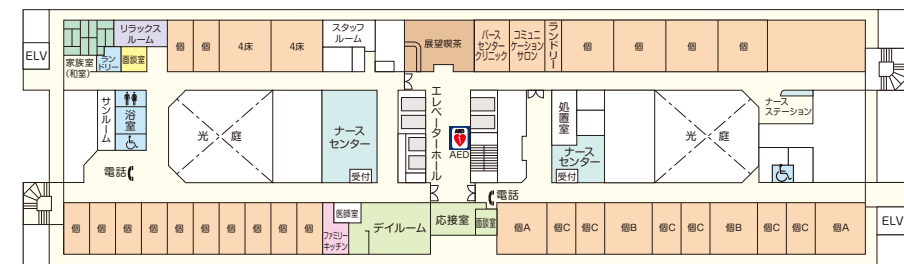 ELV
家族室
(和室)
リラックス
ルーム
ラン
ドリー
面談室
個
個
4床
4床
スタッフ
ルーム
展望喫茶
バース
センター
クリニック
コミュニ
ケーション
サロン
ランドリー
個
個
個
個
サンルーム
浴室
光
庭
電話
ナース
センター
受付
エレベーターホール
AED
AED
処置室
ナース
センター
受付
光
庭
ナース
ステーション
電話
個
個
個
個
個
個
個
個
個
医師室
ファミリー
キッチン
デイルーム
応接室
面談室
個A
個C
個C
個B
個C
個C
個B
個C
個C
個A
ELV